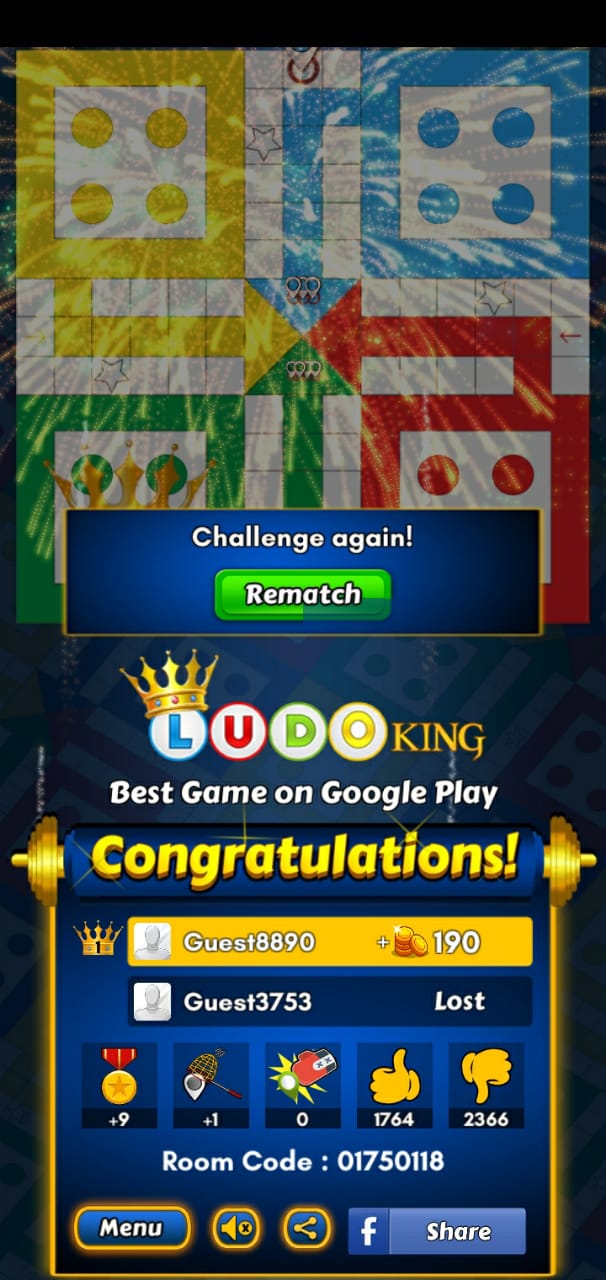 Challenge again!
Rematch
LUDO KING
Best Game on Google Play
Congratulations!
1 Guest8890 + 190
Guest3753 Lost
+9 +1 0 1764 2366
Room Code : 01750118
Menu f Share